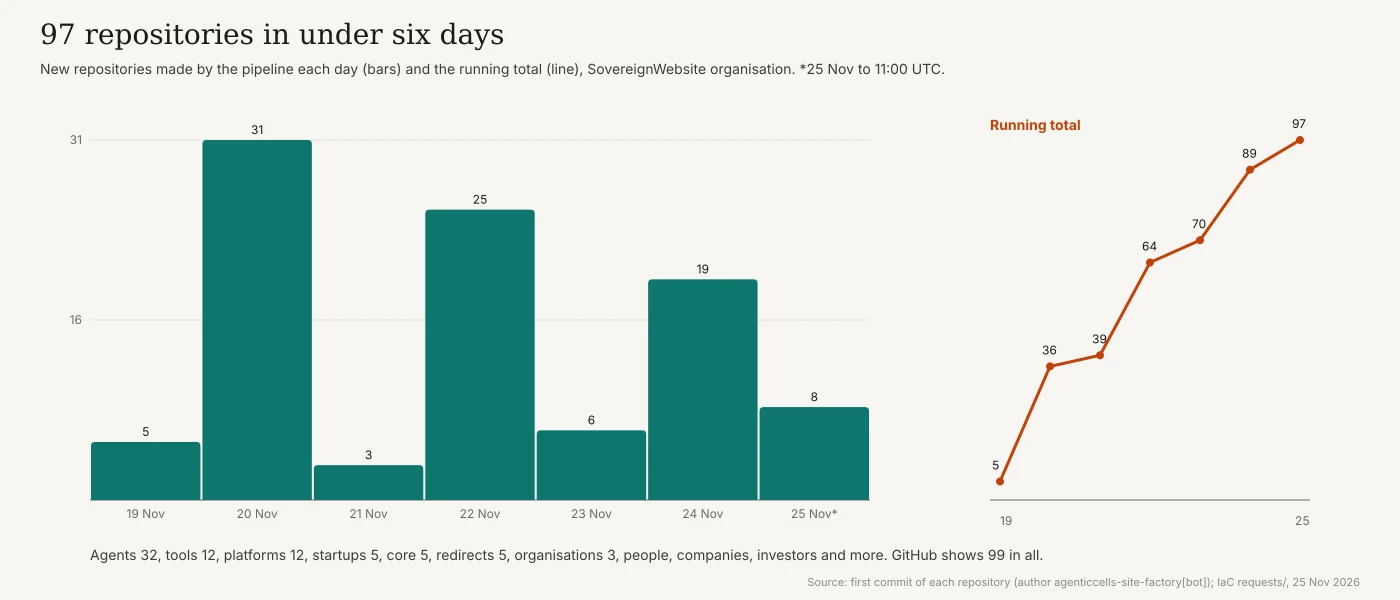 97 repositories in under six days
New repositories made by the pipeline each day (bars) and the running total (line), SovereignWebsite organisation. *25 Nov to 11:00 UTC.
31
16
5
31
3
25
6
19
8
19 Nov
20 Nov
21 Nov
22 Nov
23 Nov
24 Nov
25 Nov*
Running total
5
36
39
64
70
89
97
19
25
Agents 32, tools 12, platforms 12, startups 5, core 5, redirects 5, organisations 3, people, companies, investors and more. GitHub shows 99 in all.
Source: first commit of each repository (author agenticcells-site-factory[bot]); IaC requests/, 25 Nov 2026